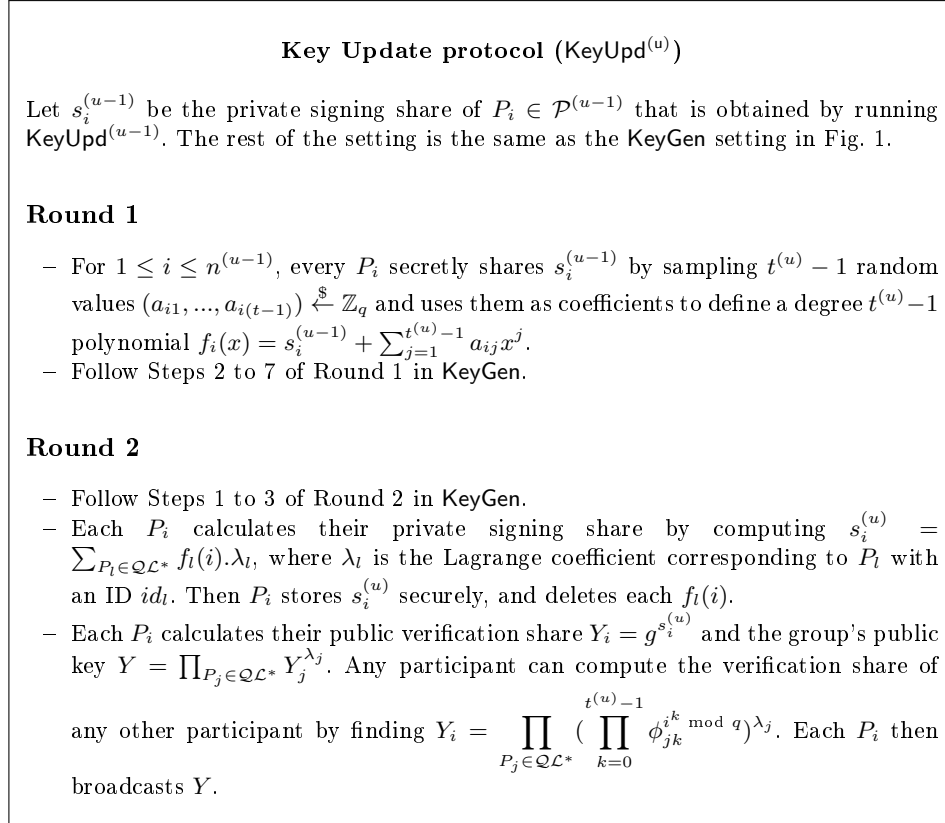 Key Update protocol (KeyUpd^(u))
Let s_i^(u−1) be the private signing share of P_i ∈ 𝒫^(u−1) that is obtained by running
KeyUpd^(u−1). The rest of the setting is the same as the KeyGen setting in Fig. 1.
Round 1
– For 1 ≤ i ≤ n^(u−1), every P_i secretly shares s_i^(u−1) by sampling t^(u) − 1 random
values (a_i1, ..., a_i(t−1)) ←$ ℤ_q and uses them as coefficients to define a degree t^(u)−1
polynomial f_i(x) = s_i^(u−1) + ∑_{j=1}^{t^(u)−1} a_ij x^j.
– Follow Steps 2 to 7 of Round 1 in KeyGen.
Round 2
– Follow Steps 1 to 3 of Round 2 in KeyGen.
– Each P_i calculates their private signing share by computing s_i^(u) =
∑_{P_l∈𝒬ℒ*} f_l(i).λ_l, where λ_l is the Lagrange coefficient corresponding to P_l with
an ID id_l. Then P_i stores s_i^(u) securely, and deletes each f_l(i).
– Each P_i calculates their public verification share Y_i = g^{s_i^(u)} and the group's public
key Y = ∏_{P_j∈𝒬ℒ*} Y_j^{λ_j}. Any participant can compute the verification share of
any other participant by finding Y_i = ∏_{P_j∈𝒬ℒ*} (∏_{k=0}^{t^(u)−1} ϕ_{jk}^{i^k mod q})^{λ_j}. Each P_i then
broadcasts Y.